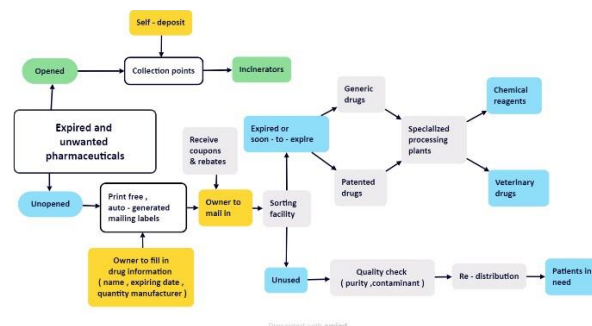 Self - deposit
Opened
Collection points
Incinerators
Expired and
unwanted
pharmaceuticals
Unopened
Print free ,
auto - generated
mailing labels
Owner to fill in
drug information
( name , expiring date ,
quantity manufacturer )
Receive
coupons
& rebates
Owner to
mail in
Sorting
facility
Expired or
soon - to - expire
Generic
drugs
Patented
drugs
Specialized
processing
plants
Chemical
reagents
Veterinary
drugs
Unused
Quality check
( purity ,contaminant )
Re - distribution
Patients in
need